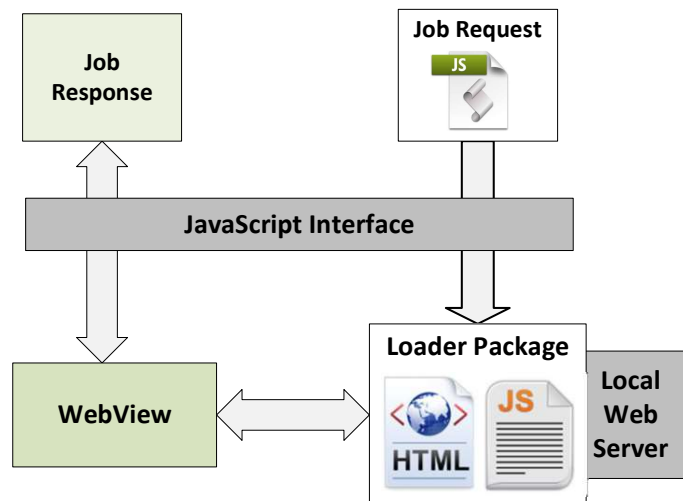 Job
Response
Job Request
JS
JavaScript Interface
WebView
Loader Package
HTML
JS
Local
Web
Server